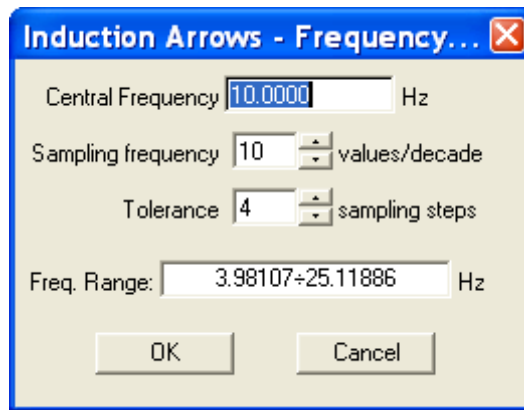 Induction Arrows - Frequency...
Central Frequency 10.0000 Hz
Sampling frequency 10 values/decade
Tolerance 4 sampling steps
Freq. Range: 3.98107÷25.11886 Hz
OK Cancel